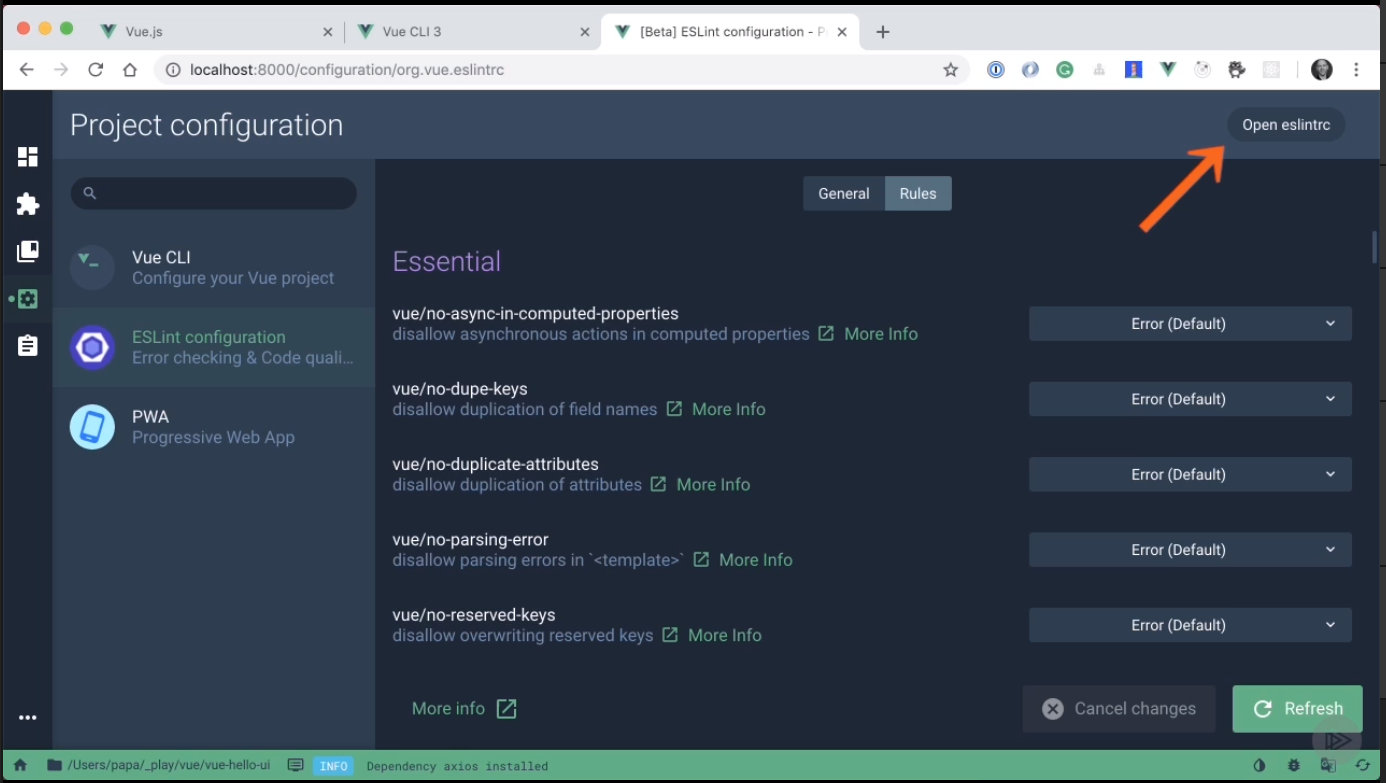 Vue.js
Vue CLI 3
[Beta] ESLint configuration - P
localhost:8000/configuration/org.vue.eslintrc
Project configuration
Open eslintrc
General
Rules
Vue CLI
Configure your Vue project
ESLint configuration
Error checking & Code quali...
PWA
Progressive Web App
Essential
vue/no-async-in-computed-properties
disallow asynchronous actions in computed properties More Info
Error (Default)
vue/no-dupe-keys
disallow duplication of field names More Info
Error (Default)
vue/no-duplicate-attributes
disallow duplication of attributes More Info
Error (Default)
vue/no-parsing-error
disallow parsing errors in `<template>` More Info
Error (Default)
vue/no-reserved-keys
disallow overwriting reserved keys More Info
Error (Default)
More info
Cancel changes
Refresh
/Users/papa/_play/vue/vue-hello-ui INFO Dependency axios installed